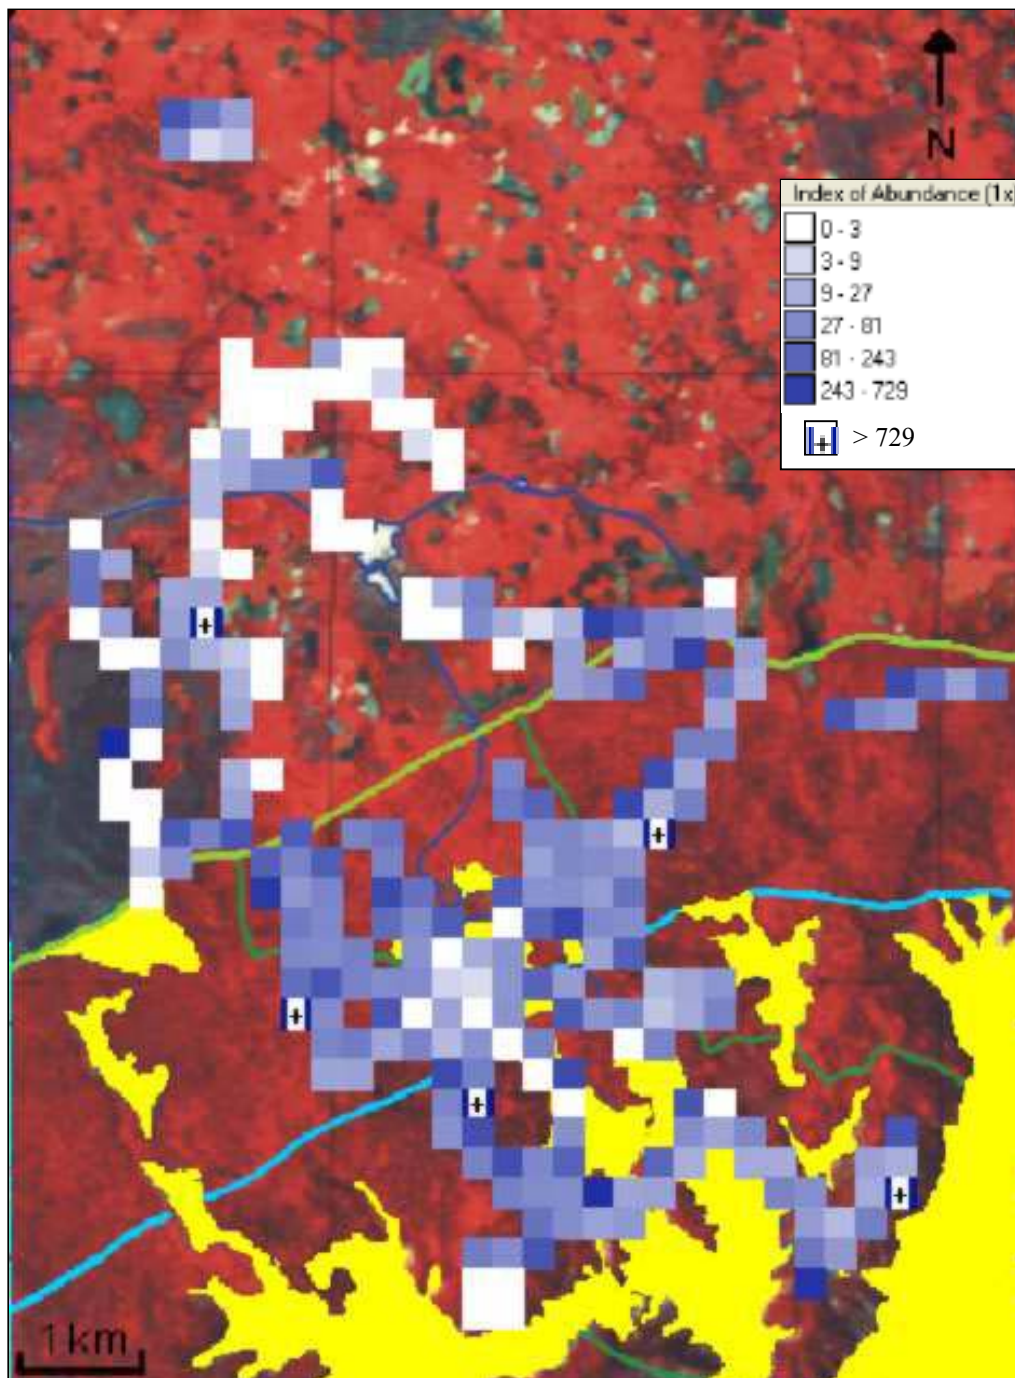 N
Index of Abundance (1x
0 - 3
3 - 9
9 - 27
27 - 81
81 - 243
243 - 729
> 729
1 km